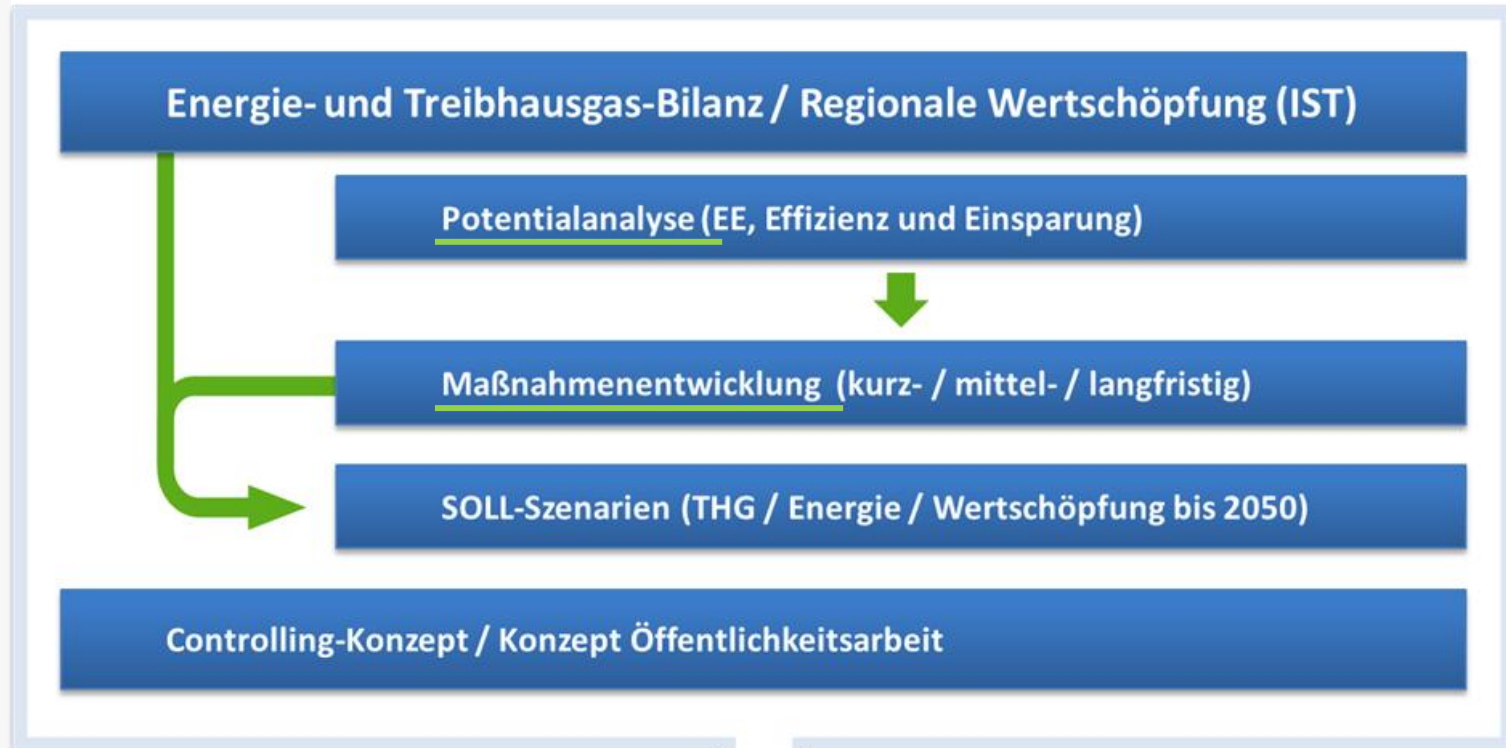 Energie- und Treibhausgas-Bilanz / Regionale Wertschöpfung (IST)
Potentialanalyse (EE, Effizienz und Einsparung)
Maßnahmenentwicklung (kurz- / mittel- / langfristig)
SOLL-Szenarien (THG / Energie / Wertschöpfung bis 2050)
Controlling-Konzept / Konzept Öffentlichkeitsarbeit